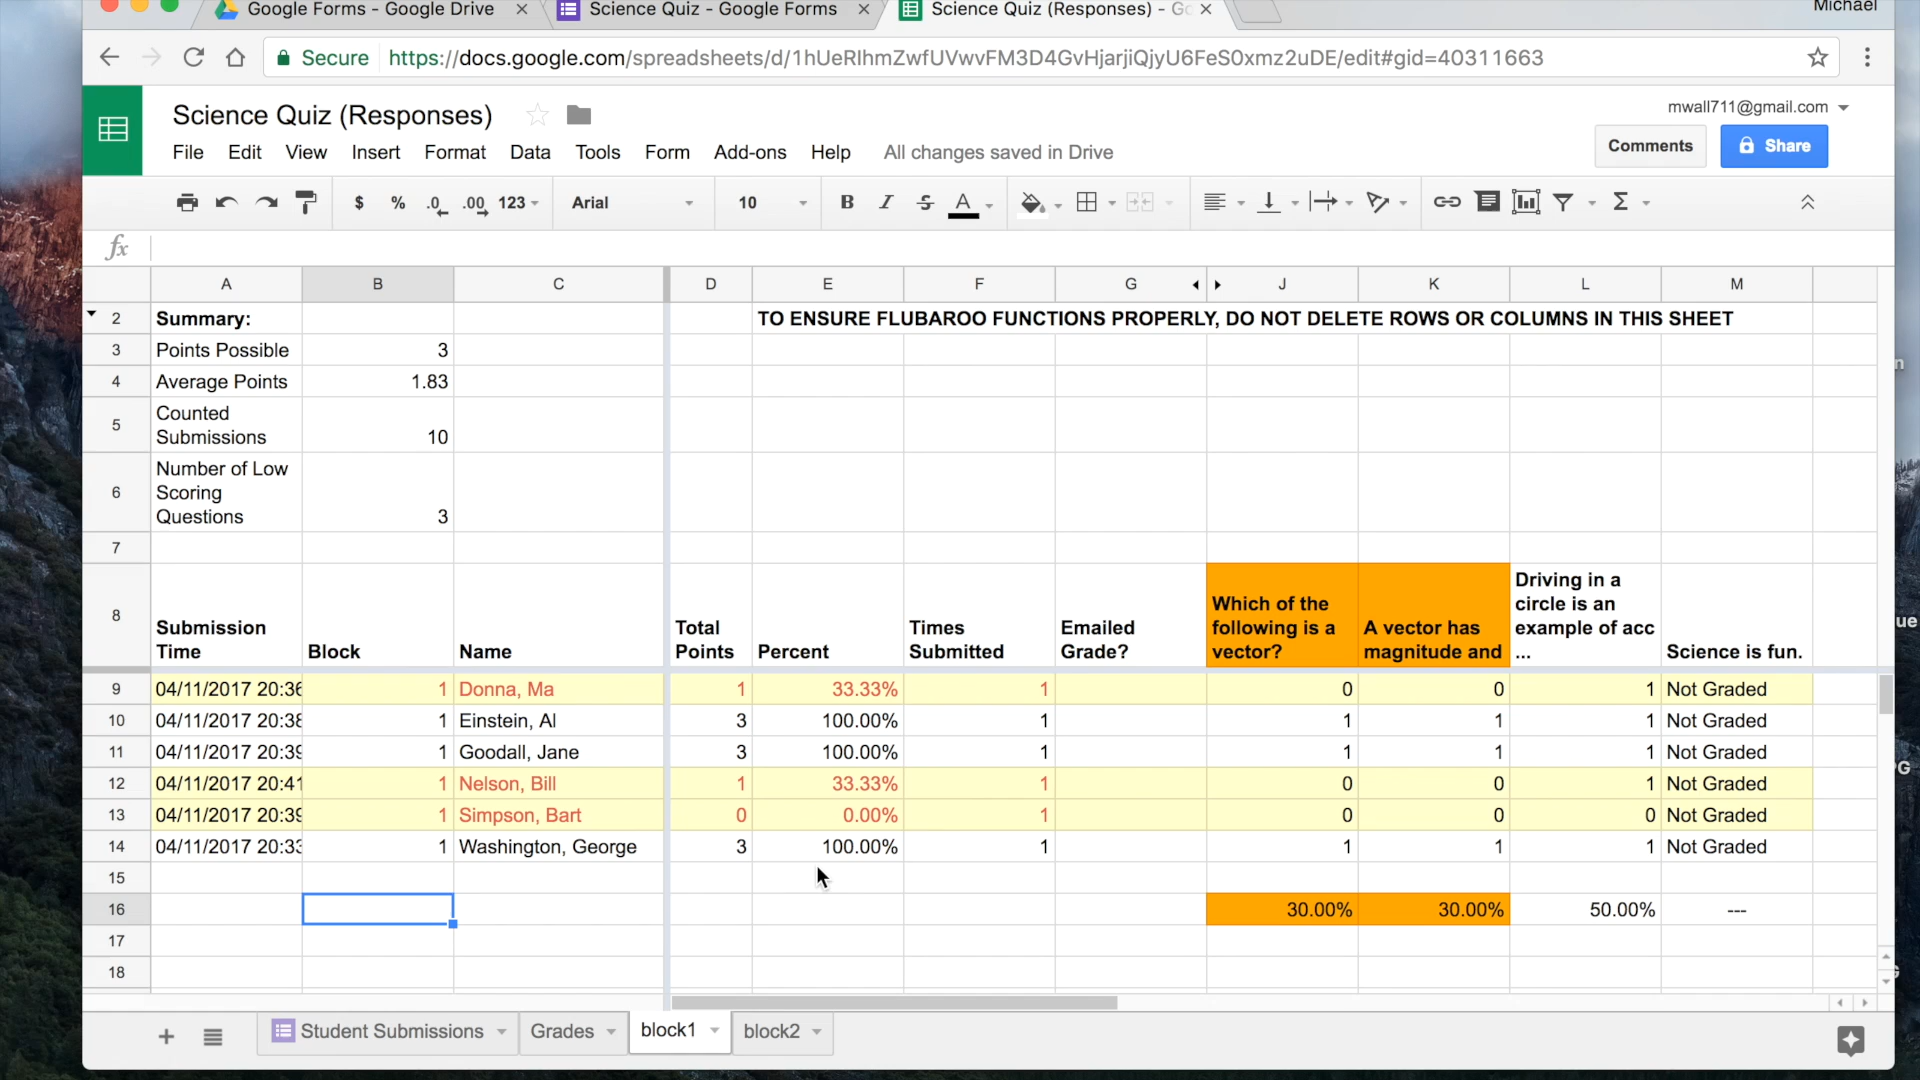 Google Forms - Google Drive
Science Quiz - Google Forms
Science Quiz (Responses) - Go
Michael
Secure https://docs.google.com/spreadsheets/d/1hUeRlhmZwfUVwvFM3D4GvHjarjiQjyU6FeS0xmz2uDE/edit#gid=40311663
Science Quiz (Responses)
mwall711@gmail.com
File Edit View Insert Format Data Tools Form Add-ons Help All changes saved in Drive
Comments Share
$ % .0 .00 123 Arial 10 B I S A
fx
A B C D E F G J K L M
2 Summary: TO ENSURE FLUBAROO FUNCTIONS PROPERLY, DO NOT DELETE ROWS OR COLUMNS IN THIS SHEET
3 Points Possible 3
4 Average Points 1.83
5 Counted
Submissions 10
6 Number of Low
Scoring
Questions 3
7
8 Submission
Time
Block
Name
Total
Points
Percent
Times
Submitted
Emailed
Grade?
Which of the
following is a
vector?
A vector has
magnitude and
Driving in a
circle is an
example of acc
...
Science is fun.
9 04/11/2017 20:36 1 Donna, Ma 1 33.33% 1 0 0 1 Not Graded
10 04/11/2017 20:38 1 Einstein, Al 3 100.00% 1 1 1 1 Not Graded
11 04/11/2017 20:39 1 Goodall, Jane 3 100.00% 1 1 1 1 Not Graded
12 04/11/2017 20:41 1 Nelson, Bill 1 33.33% 1 0 0 1 Not Graded
13 04/11/2017 20:39 1 Simpson, Bart 0 0.00% 1 0 0 0 Not Graded
14 04/11/2017 20:33 1 Washington, George 3 100.00% 1 1 1 1 Not Graded
15
16 30.00% 30.00% 50.00% ---
17
18
Student Submissions Grades block1 block2